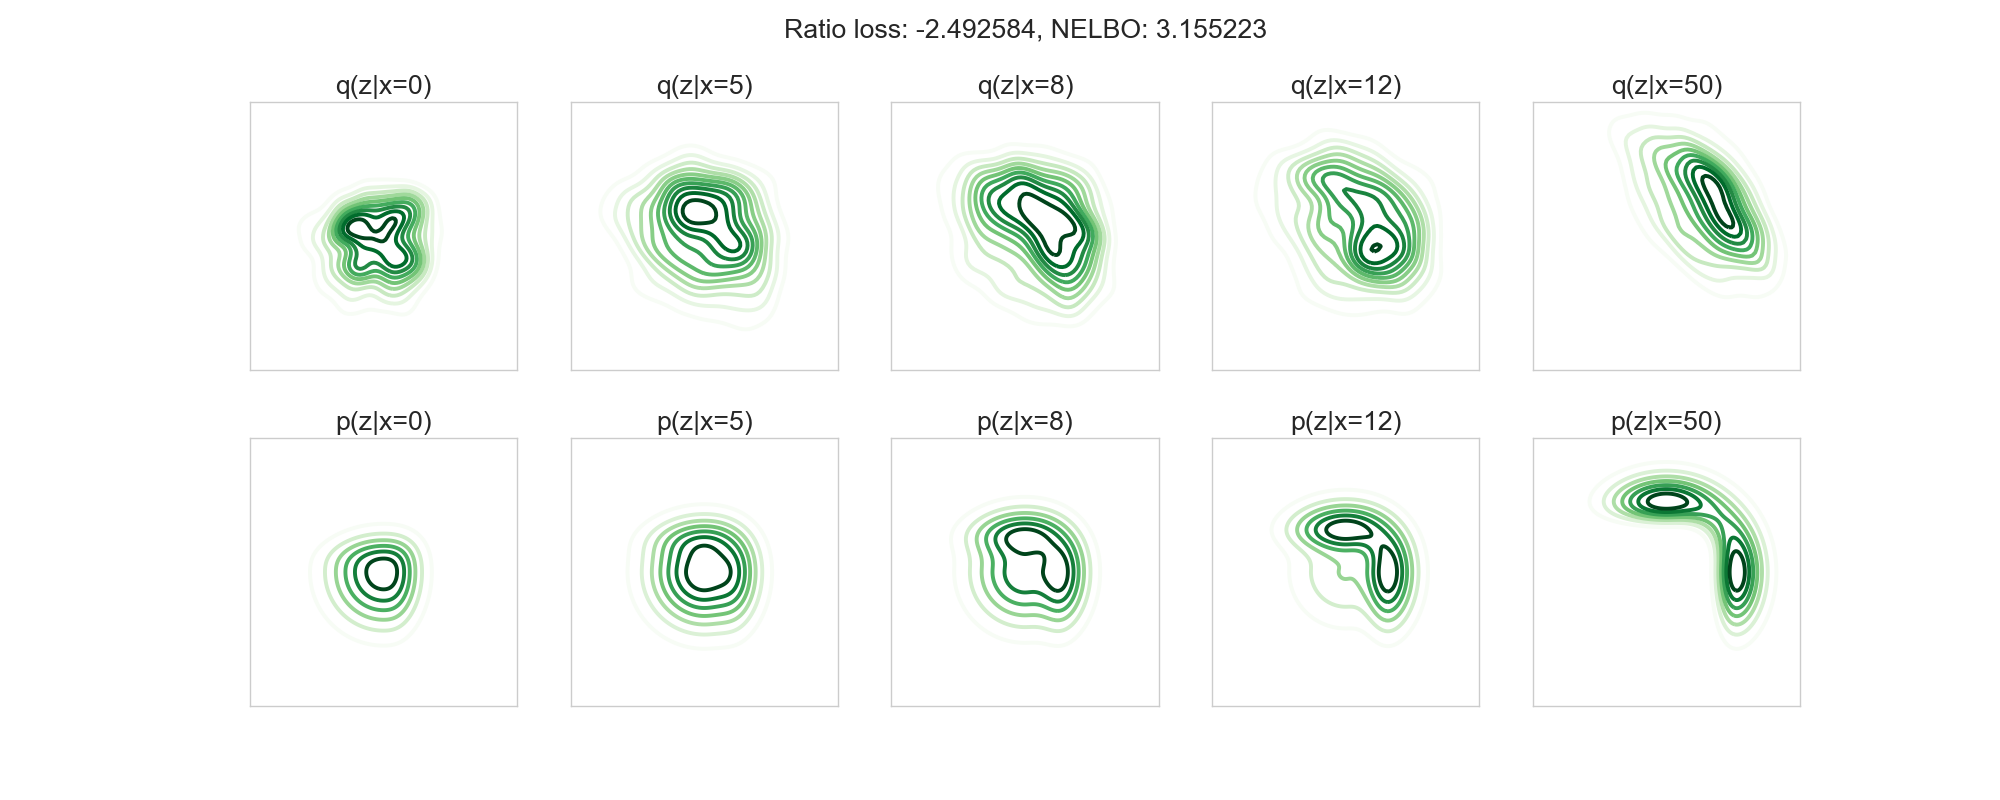 Ratio loss: -2.492584, NELBO: 3.155223
q(z|x=0) q(z|x=5) q(z|x=8) q(z|x=12) q(z|x=50)
p(z|x=0) p(z|x=5) p(z|x=8) p(z|x=12) p(z|x=50)